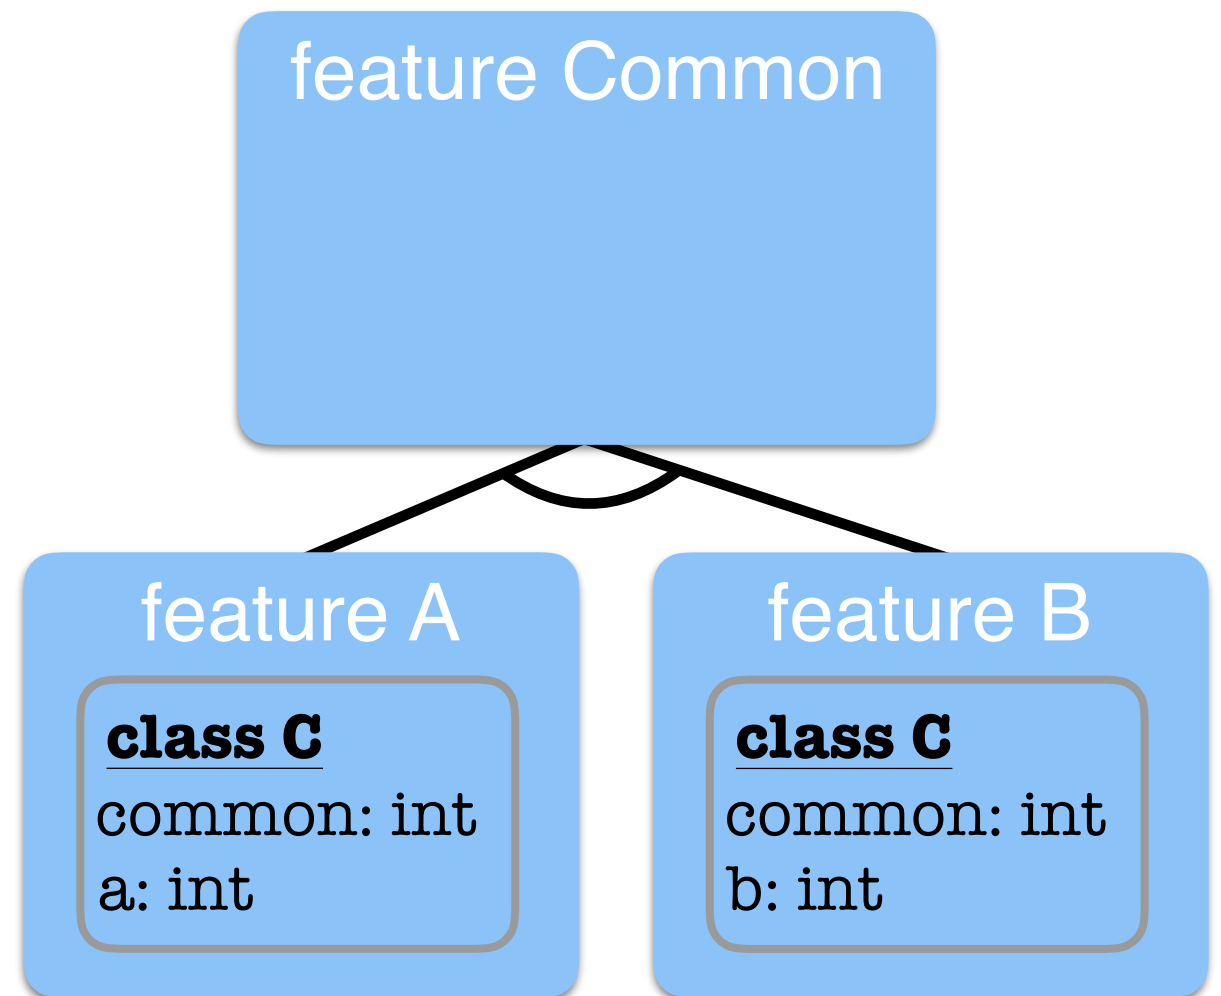 feature Common
feature A
class C
common: int
a: int
feature B
class C
common: int
b: int